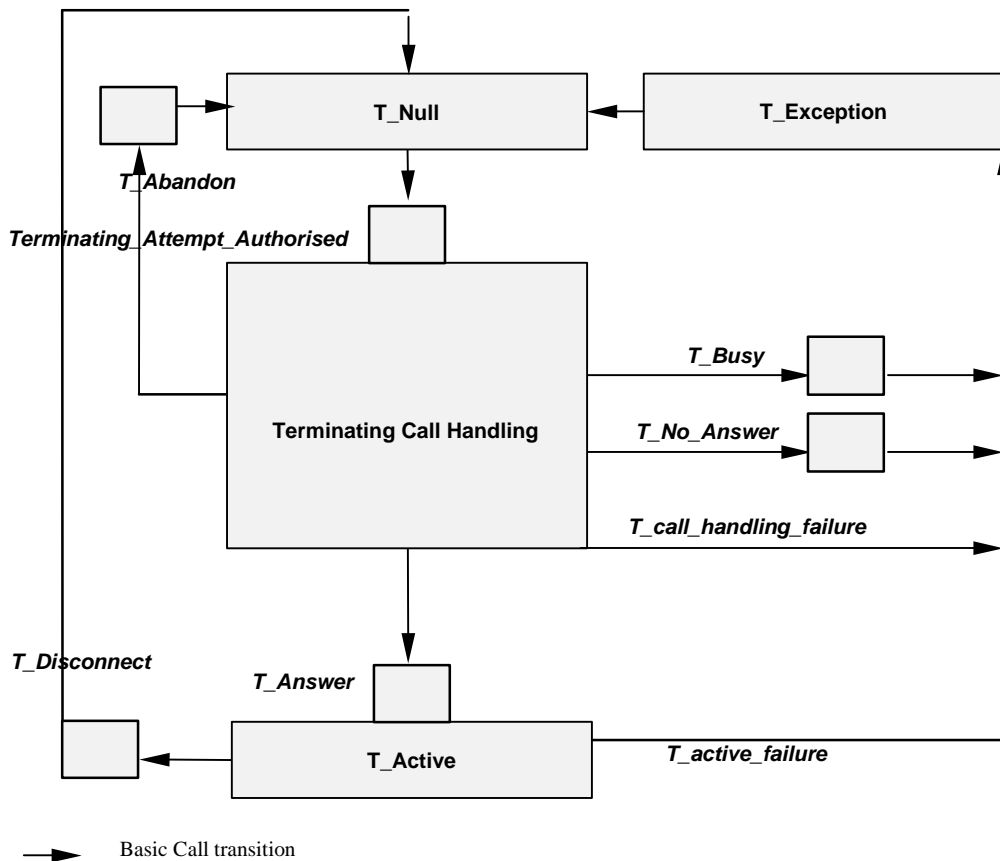 T_Null
T_Exception
T_Abandon
Terminating_Attempt_Authorised
T_Busy
Terminating Call Handling
T_No_Answer
T_call_handling_failure
T_Disconnect
T_Answer
T_Active
T_active_failure
Basic Call transition